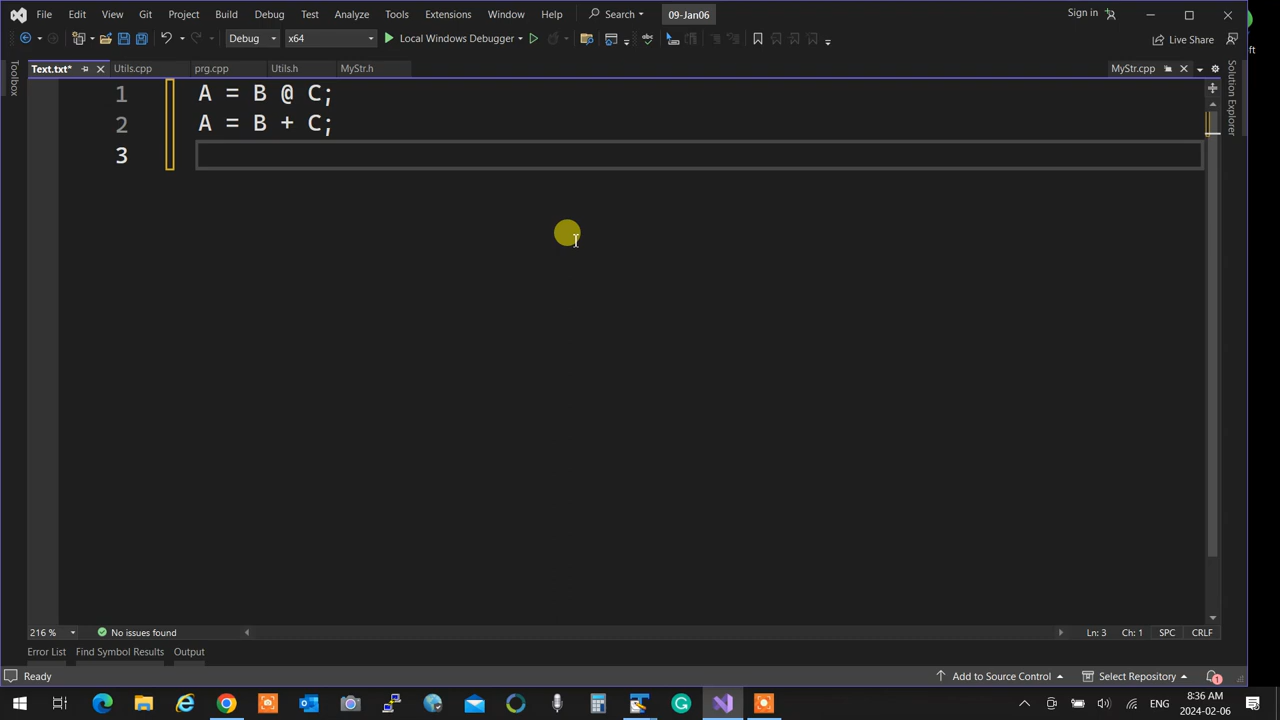 File Edit View Git Project Build Debug Test Analyze Tools Extensions Window Help Search 09-Jan06 Sign in
Debug x64 Local Windows Debugger Live Share
Text.txt* Utils.cpp prg.cpp Utils.h MyStr.h MyStr.cpp
Toolbox
Solution Explorer
1 A = B @ C;
2 A = B + C;
3
216 % No issues found Ln: 3 Ch: 1 SPC CRLF
Error List Find Symbol Results Output
Ready Add to Source Control Select Repository 1
8:36 AM
ENG
2024-02-06